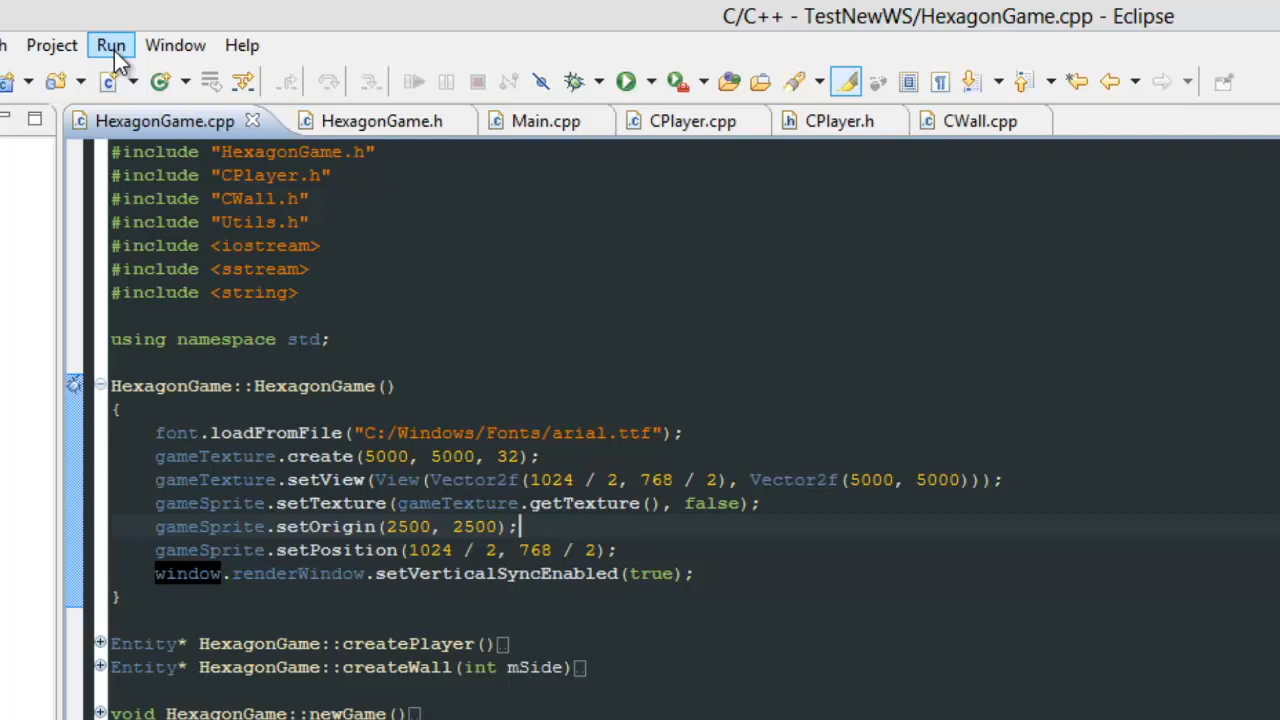 C/C++ - TestNewWS/HexagonGame.cpp - Eclipse
h Project Run Window Help
HexagonGame.cpp HexagonGame.h Main.cpp CPlayer.cpp CPlayer.h CWall.cpp
#include "HexagonGame.h"
#include "CPlayer.h"
#include "CWall.h"
#include "Utils.h"
#include <iostream>
#include <sstream>
#include <string>
using namespace std;
HexagonGame::HexagonGame()
{
font.loadFromFile("C:/Windows/Fonts/arial.ttf");
gameTexture.create(5000, 5000, 32);
gameTexture.setView(View(Vector2f(1024 / 2, 768 / 2), Vector2f(5000, 5000)));
gameSprite.setTexture(gameTexture.getTexture(), false);
gameSprite.setOrigin(2500, 2500);
gameSprite.setPosition(1024 / 2, 768 / 2);
window.renderWindow.setVerticalSyncEnabled(true);
}
Entity* HexagonGame::createPlayer()
Entity* HexagonGame::createWall(int mSide)
void HexagonGame::newGame()